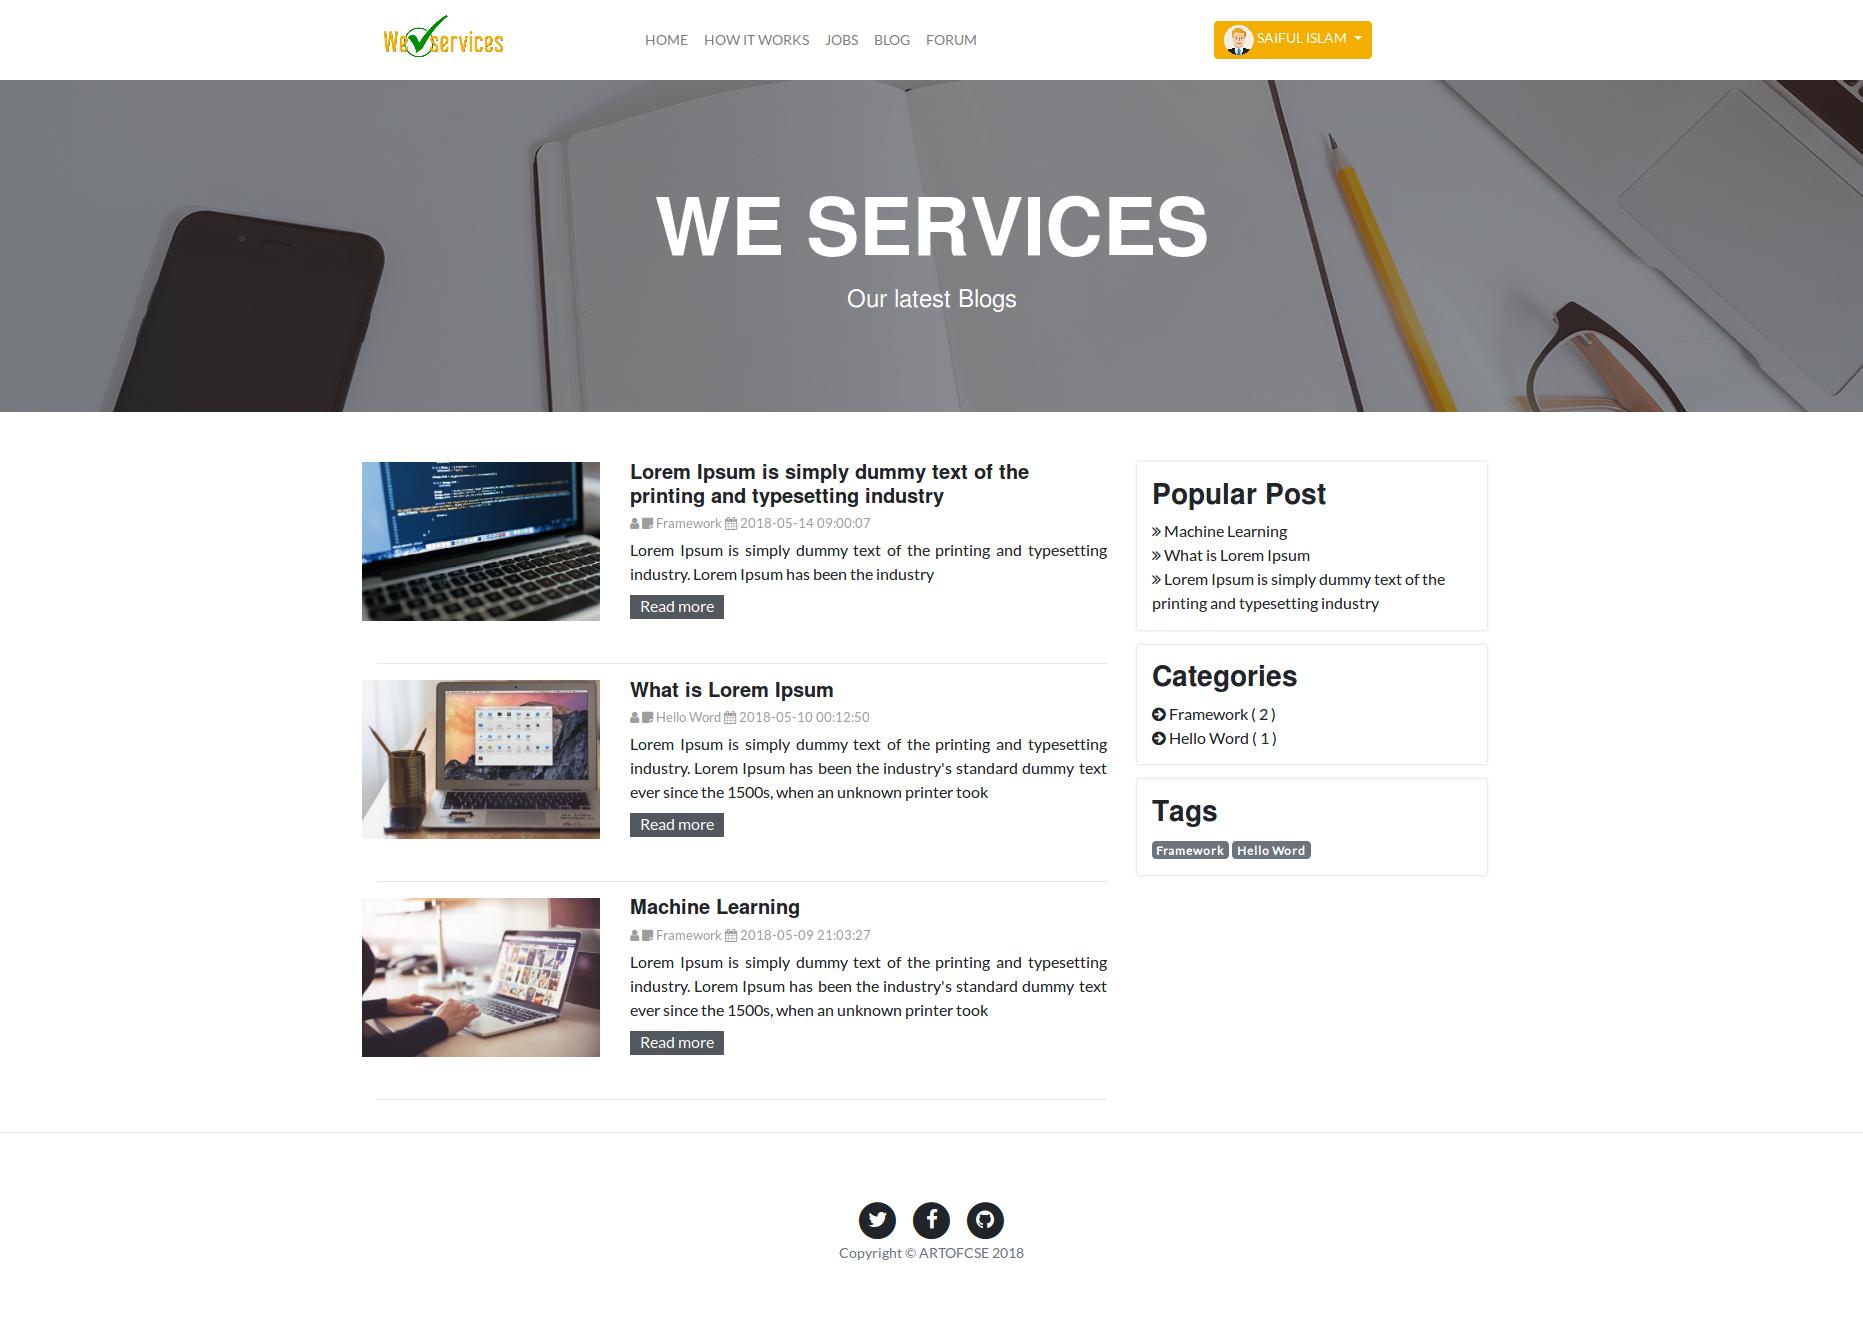 We services
HOME HOW IT WORKS JOBS BLOG FORUM
SAIFUL ISLAM
WE SERVICES
Our latest Blogs
Lorem Ipsum is simply dummy text of the
printing and typesetting industry
Framework 2018-05-14 09:00:07
Lorem Ipsum is simply dummy text of the printing and typesetting
industry. Lorem Ipsum has been the industry
Read more
What is Lorem Ipsum
Hello Word 2018-05-10 00:12:50
Lorem Ipsum is simply dummy text of the printing and typesetting
industry. Lorem Ipsum has been the industry's standard dummy text
ever since the 1500s, when an unknown printer took
Read more
Machine Learning
Framework 2018-05-09 21:03:27
Lorem Ipsum is simply dummy text of the printing and typesetting
industry. Lorem Ipsum has been the industry's standard dummy text
ever since the 1500s, when an unknown printer took
Read more
Popular Post
» Machine Learning
» What is Lorem Ipsum
» Lorem Ipsum is simply dummy text of the
printing and typesetting industry
Categories
Framework ( 2 )
Hello Word ( 1 )
Tags
Framework Hello Word
Copyright © ARTOFCSE 2018